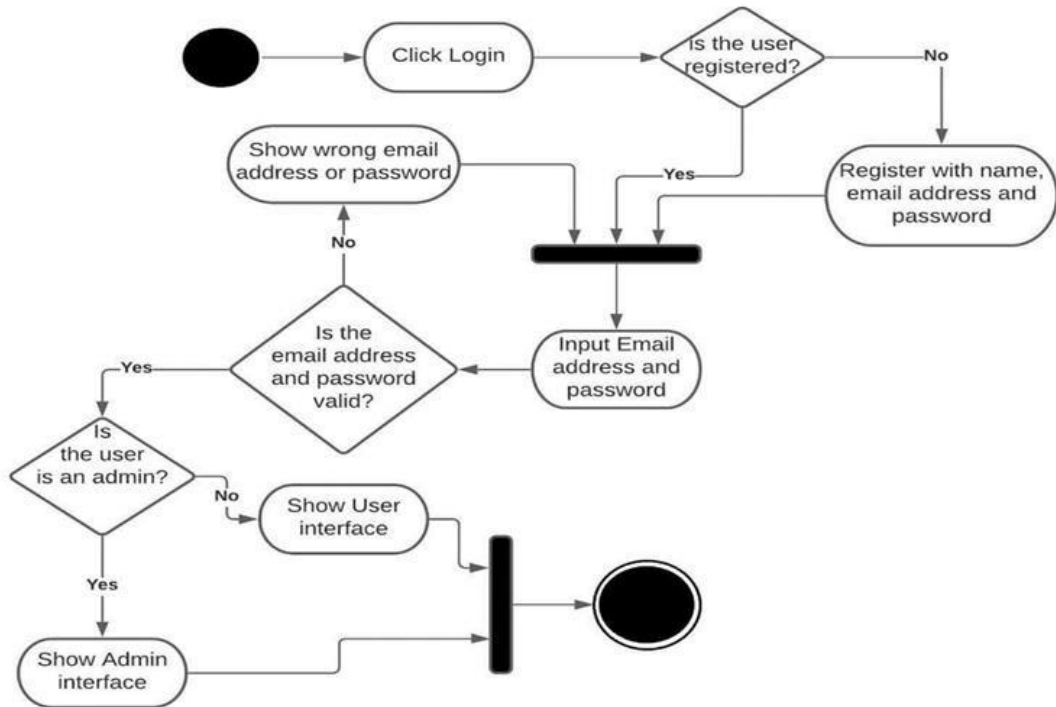 Click Login
Is the user
registered?
No
Yes
Register with name,
email address and
password
Show wrong email
address or password
No
Is the
email address
and password
valid?
Input Email
address and
password
Yes
Is
the user
is an admin?
No
Show User
interface
Yes
Show Admin
interface